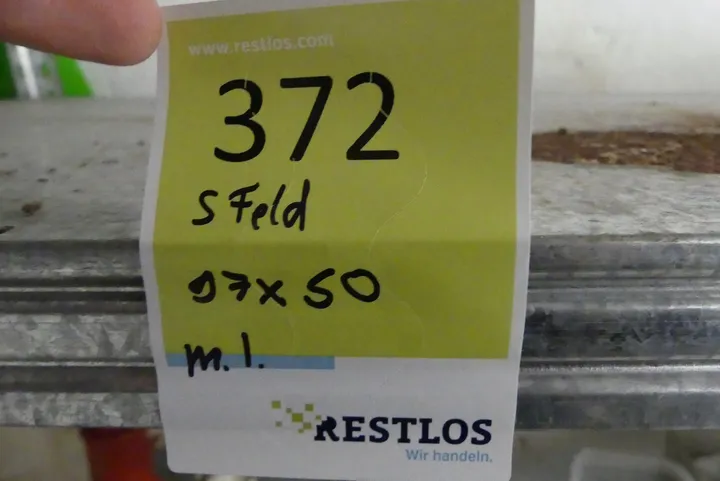 www.restlos.com
372
5 Feld
97x50
m.l.
RESTLOS
Wir handeln.